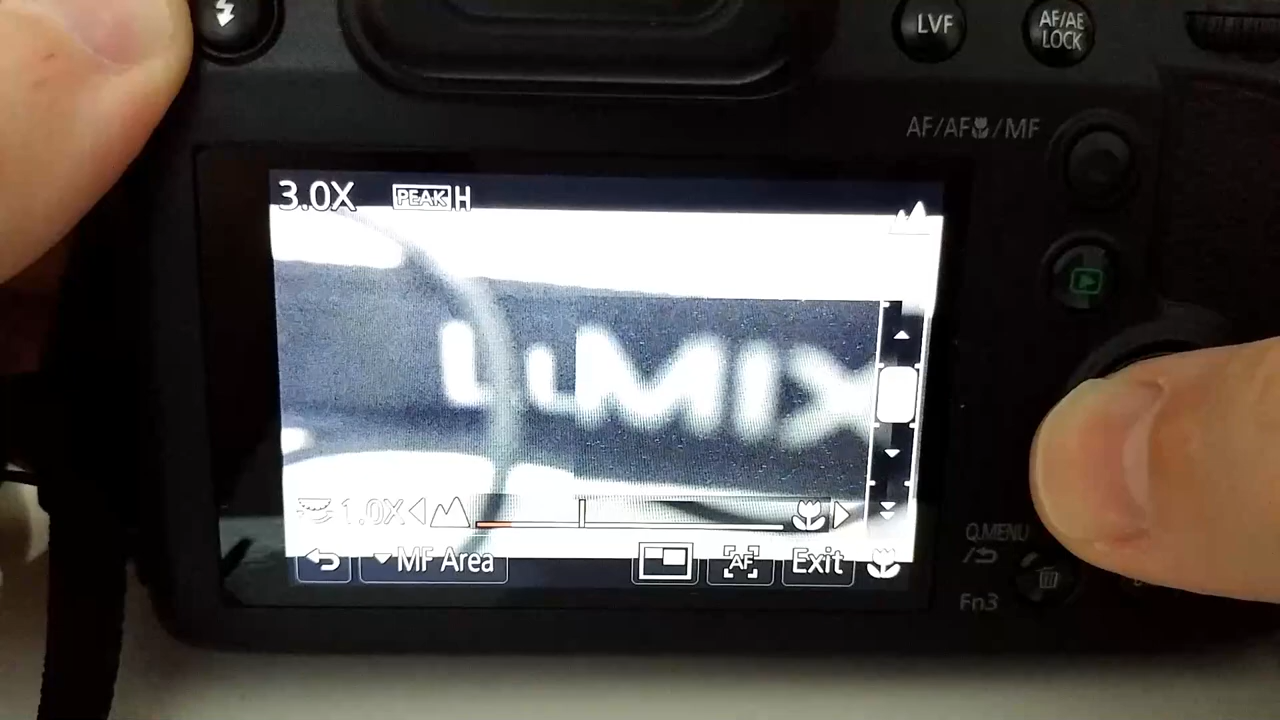 LVF
AF/AE
LOCK
AF/AF /MF
3.0X PEAK H
LUMIX
1.0X
MF Area AF Exit
Q.MENU
/
Fn3